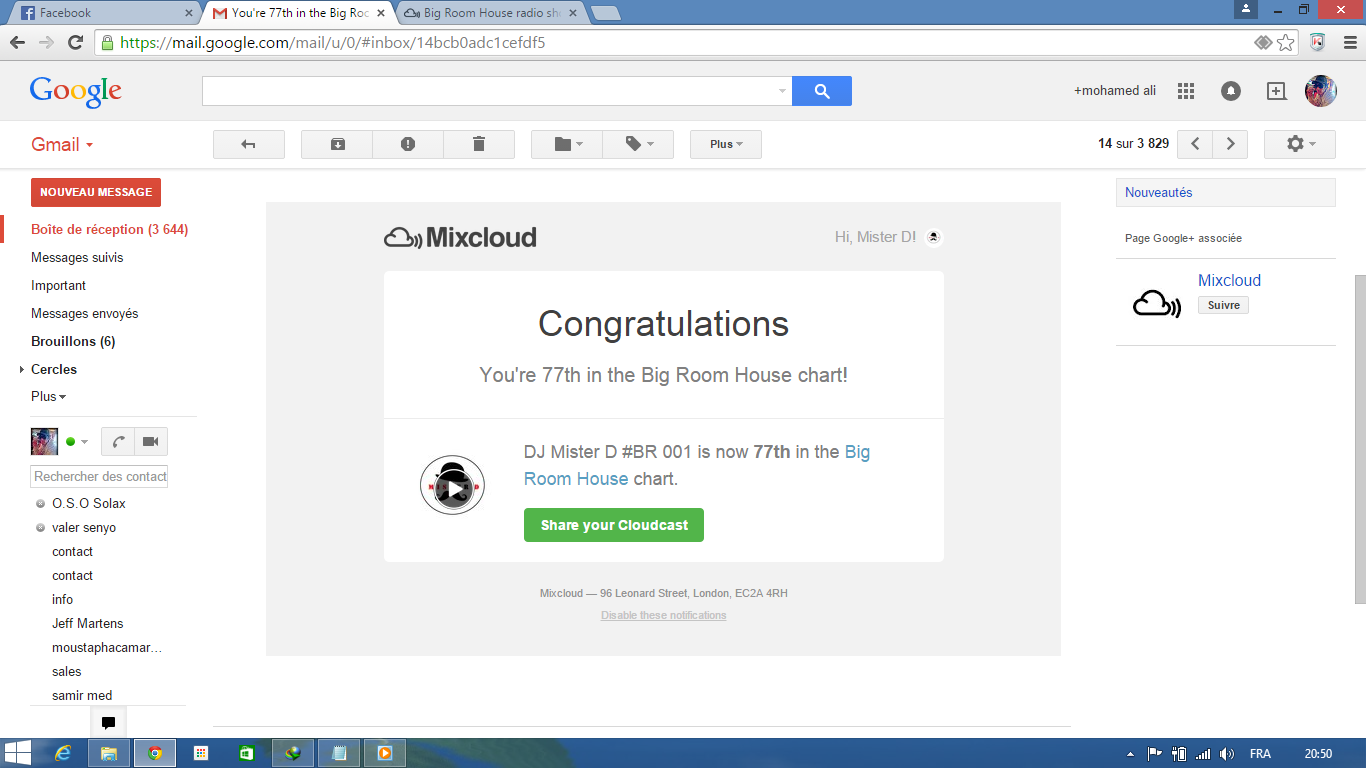 Facebook
You're 77th in the Big Roo
Big Room House radio sho
https://mail.google.com/mail/u/0/#inbox/14bcb0adc1cefdf5
Google
+mohamed ali
Gmail
Plus
14 sur 3 829
NOUVEAU MESSAGE
Boîte de réception (3 644)
Messages suivis
Important
Messages envoyés
Brouillons (6)
Cercles
Plus
Rechercher des contact
O.S.O Solax
valer senyo
contact
contact
info
Jeff Martens
moustaphacamar…
sales
samir med
Mixcloud
Hi, Mister D!
Congratulations
You're 77th in the Big Room House chart!
DJ Mister D #BR 001 is now 77th in the Big
Room House chart.
Share your Cloudcast
Mixcloud — 96 Leonard Street, London, EC2A 4RH
Disable these notifications
Nouveautés
Page Google+ associée
Mixcloud
Suivre
FRA
20:50